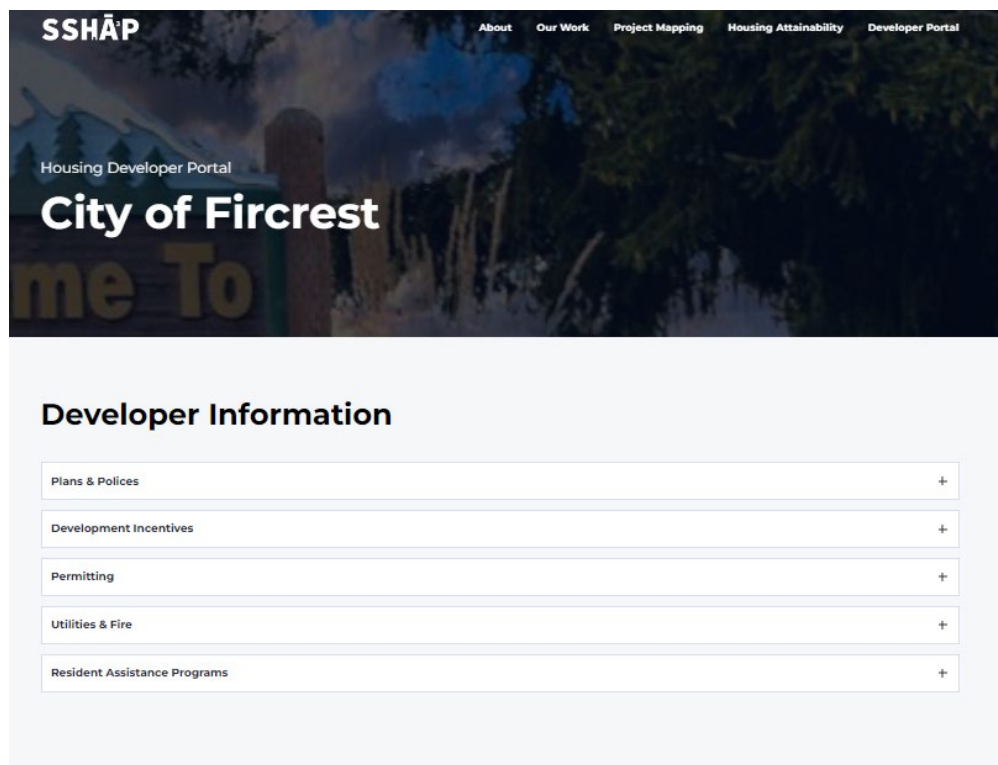 SSHA³P
About Our Work Project Mapping Housing Attainability Developer Portal
Housing Developer Portal
City of Fircrest
me To
Developer Information
Plans & Polices +
Development Incentives +
Permitting +
Utilities & Fire +
Resident Assistance Programs +